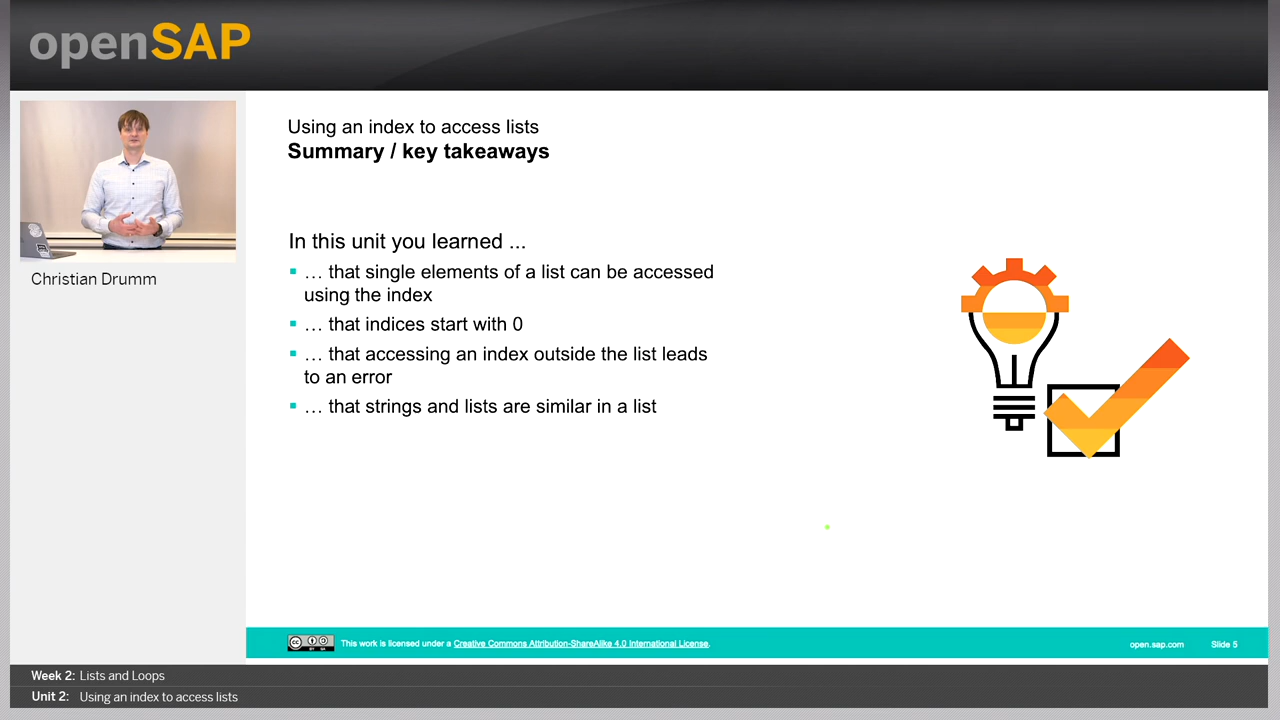 openSAP
Using an index to access lists
Summary / key takeaways
Christian Drumm
In this unit you learned ...
… that single elements of a list can be accessed
using the index
… that indices start with 0
… that accessing an index outside the list leads
to an error
… that strings and lists are similar in a list
This work is licensed under a Creative Commons Attribution-ShareAlike 4.0 International License.
open.sap.com
Slide 5
Week 2: Lists and Loops
Unit 2: Using an index to access lists